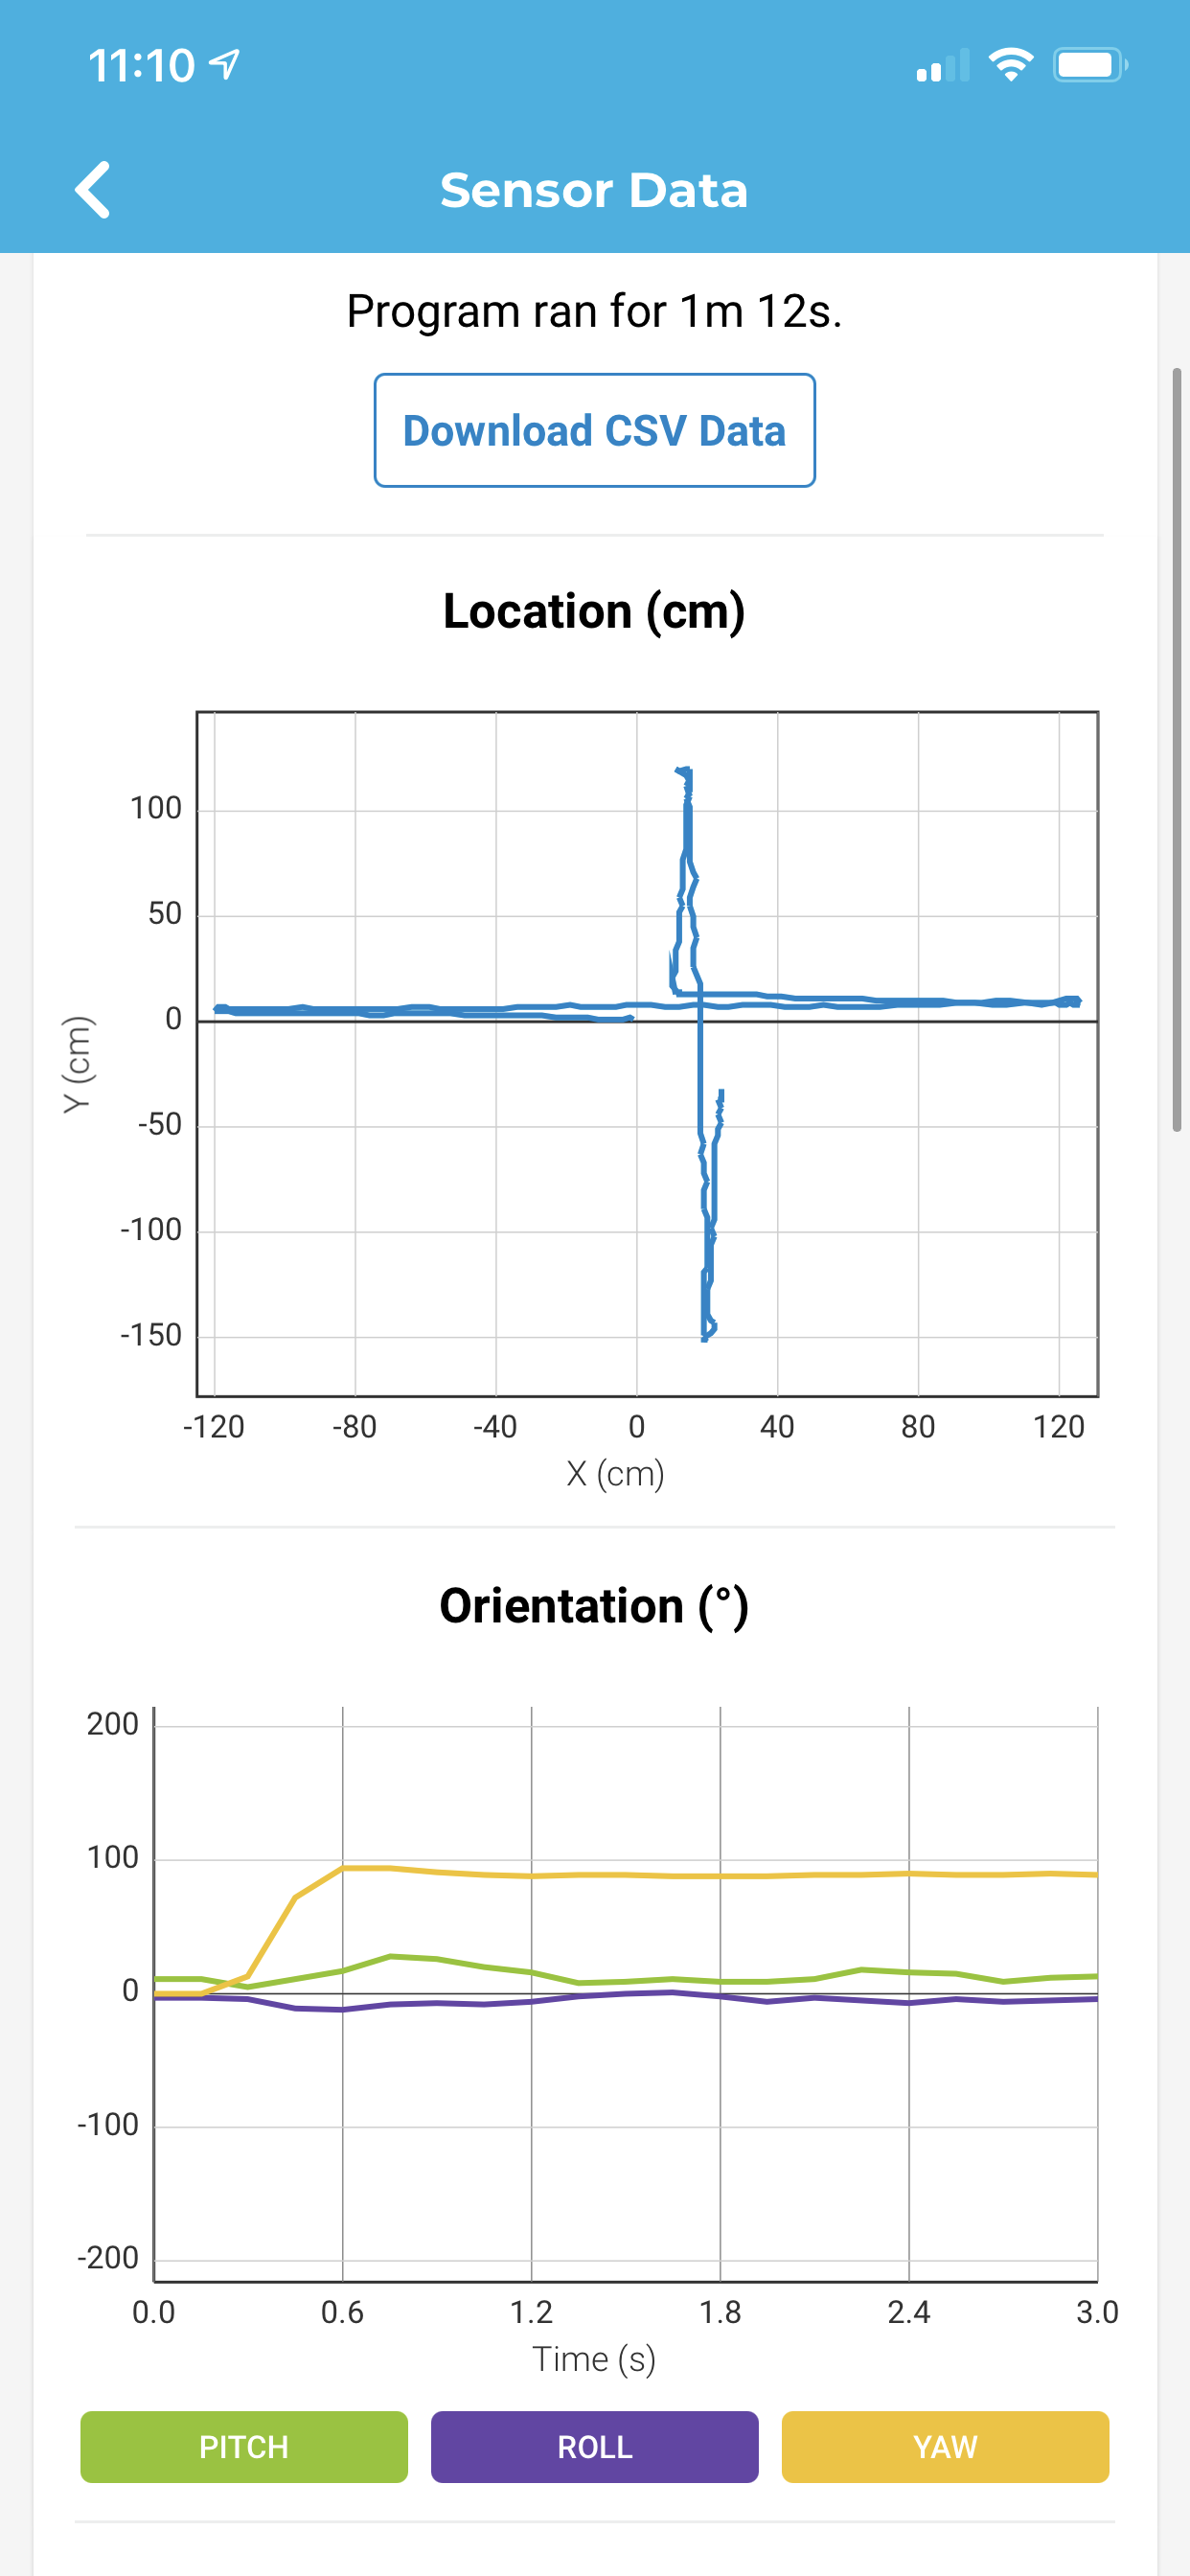 11:10
Sensor Data
Program ran for 1m 12s.
Download CSV Data
Location (cm)
100
50
0
-50
-100
-150
Y (cm)
-120 -80 -40 0 40 80 120
X (cm)
Orientation (°)
200
100
0
-100
-200
0.0 0.6 1.2 1.8 2.4 3.0
Time (s)
PITCH ROLL YAW